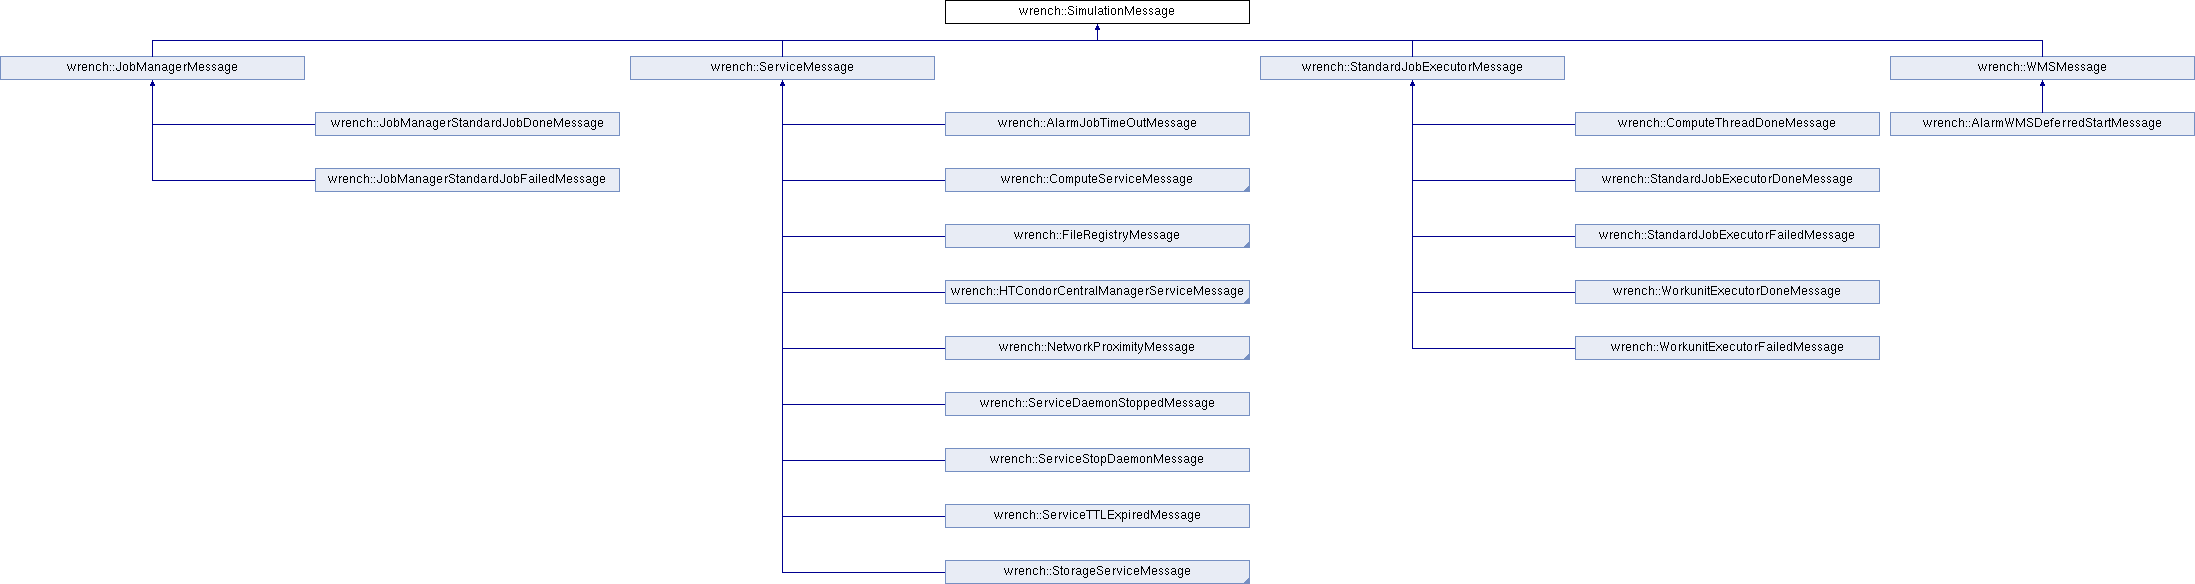 wrench::SimulationMessage
wrench::JobManagerMessage
wrench::ServiceMessage
wrench::StandardJobExecutorMessage
wrench::WMSMessage
wrench::JobManagerStandardJobDoneMessage
wrench::AlarmJobTimeOutMessage
wrench::ComputeThreadDoneMessage
wrench::AlarmWMSDeferredStartMessage
wrench::JobManagerStandardJobFailedMessage
wrench::ComputeServiceMessage
wrench::StandardJobExecutorDoneMessage
wrench::FileRegistryMessage
wrench::StandardJobExecutorFailedMessage
wrench::HTCondorCentralManagerServiceMessage
wrench::WorkunitExecutorDoneMessage
wrench::NetworkProximityMessage
wrench::WorkunitExecutorFailedMessage
wrench::ServiceDaemonStoppedMessage
wrench::ServiceStopDaemonMessage
wrench::ServiceTTLExpiredMessage
wrench::StorageServiceMessage